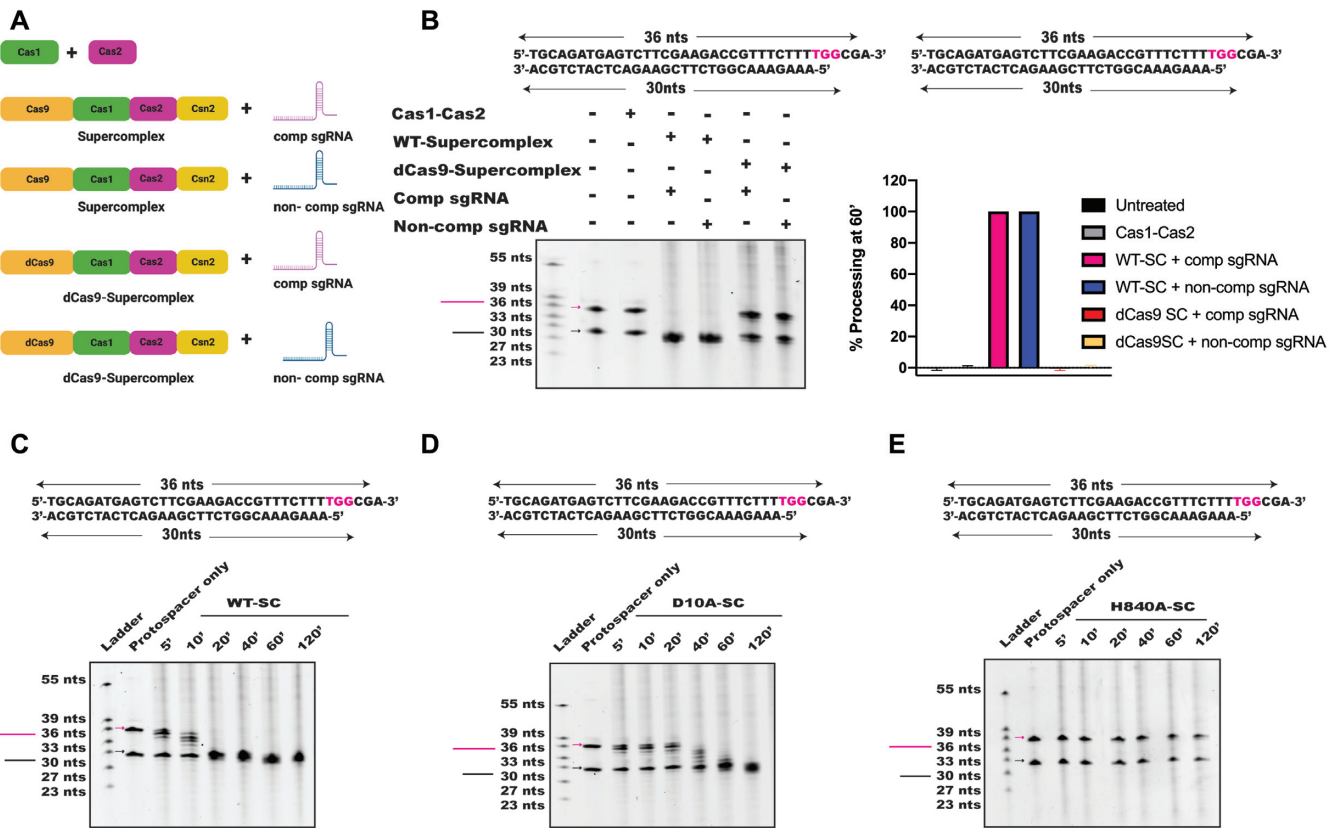 A
Cas1 + Cas2
Cas9 Cas1 Cas2 Csn2 +
Supercomplex
comp sgRNA
Cas9 Cas1 Cas2 Csn2 +
Supercomplex
non- comp sgRNA
dCas9 Cas1 Cas2 Csn2 +
dCas9-Supercomplex
comp sgRNA
dCas9 Cas1 Cas2 Csn2 +
dCas9-Supercomplex
non- comp sgRNA
B
36 nts
5'-TGCAGATGAGTCTTCGAAGACCGTTTCTTTTGGCGA-3'
3'-ACGTCTACTCAGAAGCTTCTGGCAAAGAAA-5'
30nts
36 nts
5'-TGCAGATGAGTCTTCGAAGACCGTTTCTTTTGGCGA-3'
3'-ACGTCTACTCAGAAGCTTCTGGCAAAGAAA-5'
30nts
Cas1-Cas2 - + - - - -
WT-Supercomplex - - + + - -
dCas9-Supercomplex - - - - + +
Comp sgRNA - - + - + -
Non-comp sgRNA - - - + - +
55 nts
39 nts
36 nts
33 nts
30 nts
27 nts
23 nts
% Processing at 60'
120
100
80
60
40
20
0
Untreated
Cas1-Cas2
WT-SC + comp sgRNA
WT-SC + non-comp sgRNA
dCas9 SC + comp sgRNA
dCas9SC + non-comp sgRNA
C
36 nts
5'-TGCAGATGAGTCTTCGAAGACCGTTTCTTTTGGCGA-3'
3'-ACGTCTACTCAGAAGCTTCTGGCAAAGAAA-5'
30nts
WT-SC
Ladder Protospacer only 5' 10' 20' 40' 60' 120'
55 nts
39 nts
36 nts
33 nts
30 nts
27 nts
23 nts
D
36 nts
5'-TGCAGATGAGTCTTCGAAGACCGTTTCTTTTGGCGA-3'
3'-ACGTCTACTCAGAAGCTTCTGGCAAAGAAA-5'
30nts
D10A-SC
Ladder Protospacer only 5' 10' 20' 40' 60' 120'
55 nts
39 nts
36 nts
33 nts
30 nts
27 nts
23 nts
E
36 nts
5'-TGCAGATGAGTCTTCGAAGACCGTTTCTTTTGGCGA-3'
3'-ACGTCTACTCAGAAGCTTCTGGCAAAGAAA-5'
30nts
H840A-SC
Ladder Protospacer only 5' 10' 20' 40' 60' 120'
55 nts
39 nts
36 nts
33 nts
30 nts
27 nts
23 nts